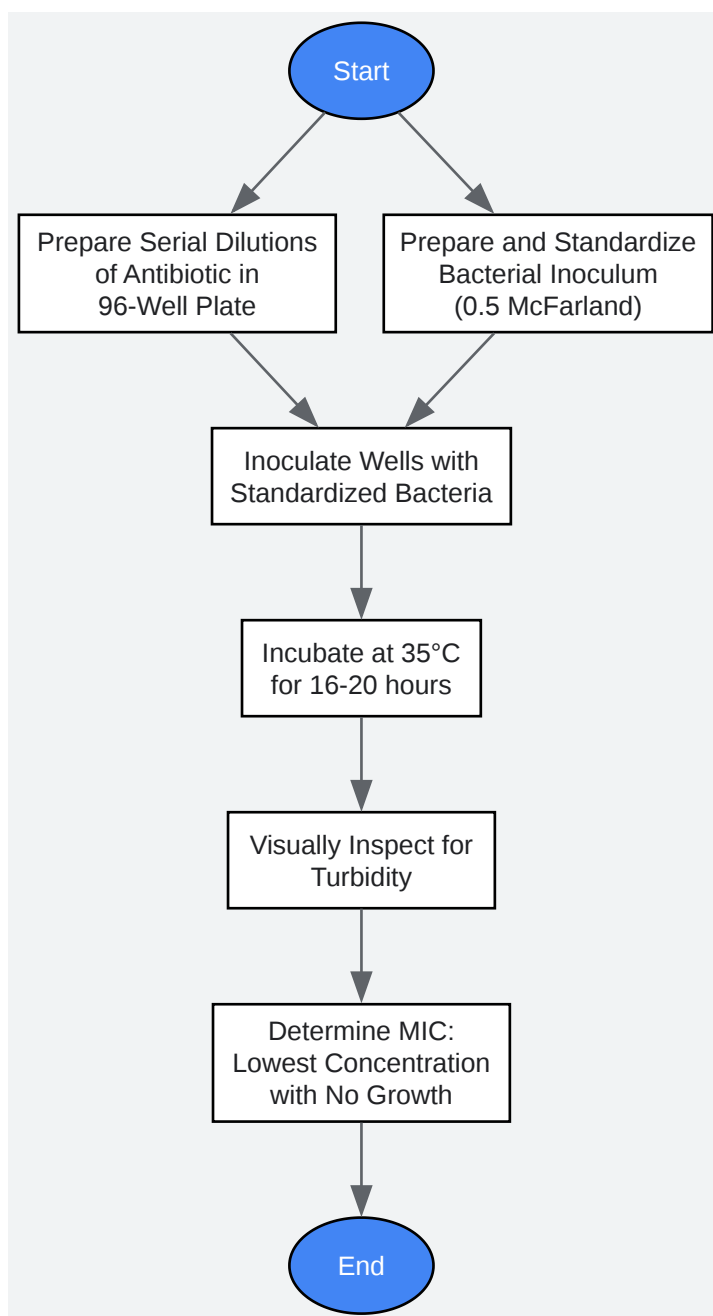 Start
Prepare Serial Dilutions
of Antibiotic in
96-Well Plate
Prepare and Standardize
Bacterial Inoculum
(0.5 McFarland)
Inoculate Wells with
Standardized Bacteria
Incubate at 35°C
for 16-20 hours
Visually Inspect for
Turbidity
Determine MIC:
Lowest Concentration
with No Growth
End